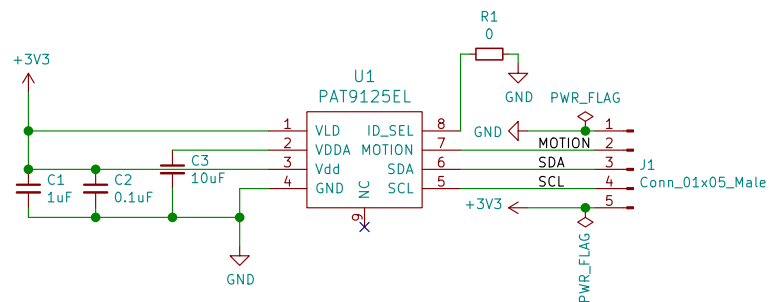 R1
0
+3V3
U1
PAT9125EL
GND
PWR_FLAG
1 VLD ID_SEL 8
GND
1
2 VDDA MOTION 7
MOTION
2
C3
10uF
3 Vdd SDA 6
SDA
3
J1
C1
1uF
C2
0.1uF
4 GND SCL 5
SCL
4
Conn_01x05_Male
NC
9
+3V3
5
GND
PWR_FLAG